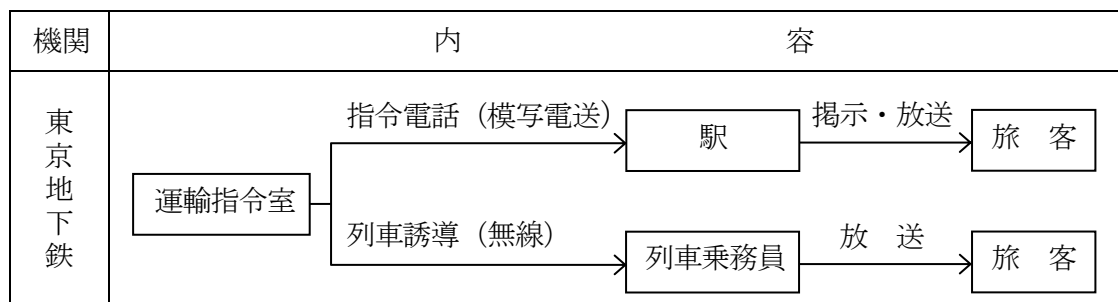 機関
内 容
東京地下鉄
運輸指令室
指令電話（模写電送）
駅
掲示・放送
旅 客
列車誘導（無線）
列車乗務員
放 送
旅 客